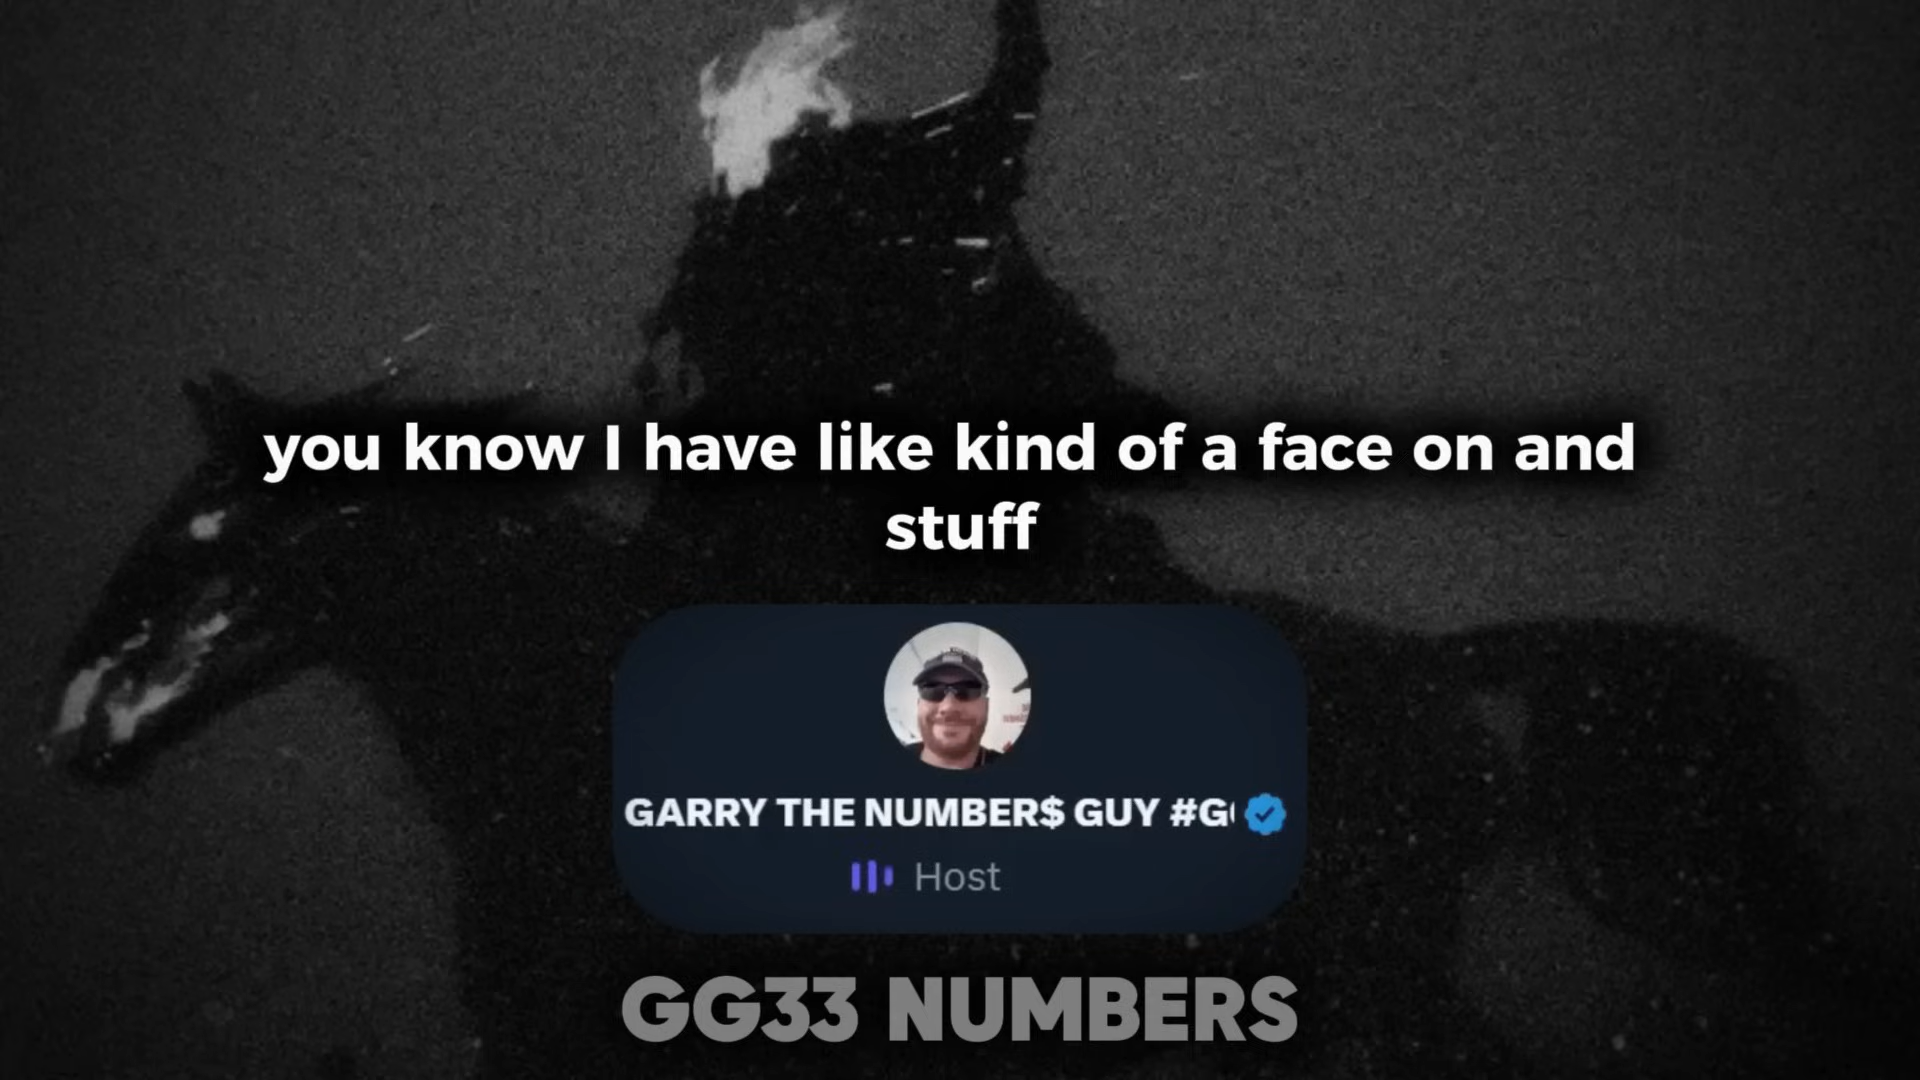 you know I have like kind of a face on and
stuff
GARRY THE NUMBER$ GUY #G
Host
GG33 NUMBERS